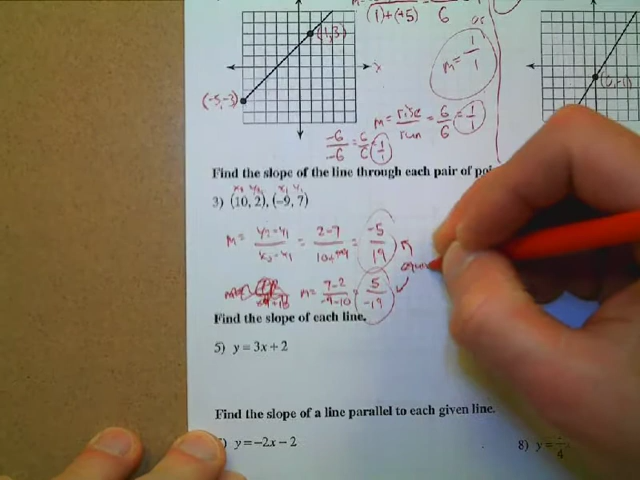 (1)+(+5) 6
or
(1,3)
m= 1/1
x
(-5,-3)
m= rise/run = 6/6 = 1/1
-6/-6 = 6/6 1/1
Find the slope of the line through each pair of
3) (10, 2), (−9, 7)
m= y₂-y₁/x₂-x₁ = 2-7/10+9 = -5/19
m= 7-2/-9-10 = 5/-19
Find the slope of each line.
5) y = 3x + 2
Find the slope of a line parallel to each given line.
) y=−2x − 2
8) y=
4